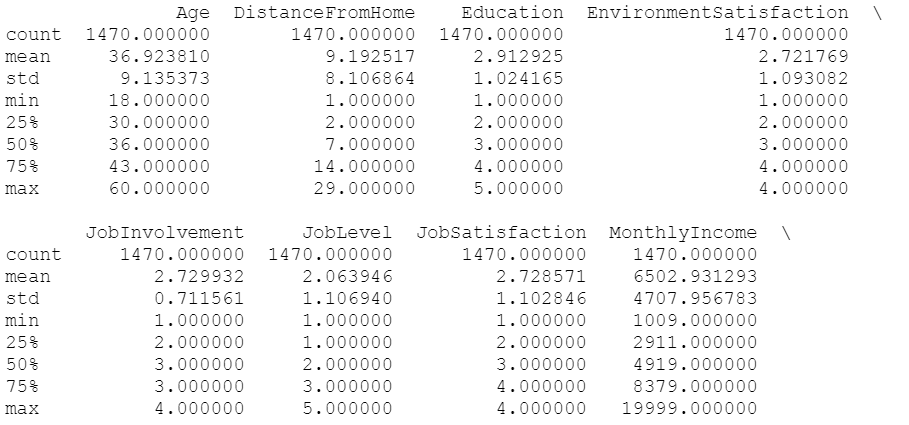 Age DistanceFromHome Education EnvironmentSatisfaction \
count 1470.000000 1470.000000 1470.000000 1470.000000
mean 36.923810 9.192517 2.912925 2.721769
std 9.135373 8.106864 1.024165 1.093082
min 18.000000 1.000000 1.000000 1.000000
25% 30.000000 2.000000 2.000000 2.000000
50% 36.000000 7.000000 3.000000 3.000000
75% 43.000000 14.000000 4.000000 4.000000
max 60.000000 29.000000 5.000000 4.000000
JobInvolvement JobLevel JobSatisfaction MonthlyIncome \
count 1470.000000 1470.000000 1470.000000 1470.000000
mean 2.729932 2.063946 2.728571 6502.931293
std 0.711561 1.106940 1.102846 4707.956783
min 1.000000 1.000000 1.000000 1009.000000
25% 2.000000 1.000000 2.000000 2911.000000
50% 3.000000 2.000000 3.000000 4919.000000
75% 3.000000 3.000000 4.000000 8379.000000
max 4.000000 5.000000 4.000000 19999.000000